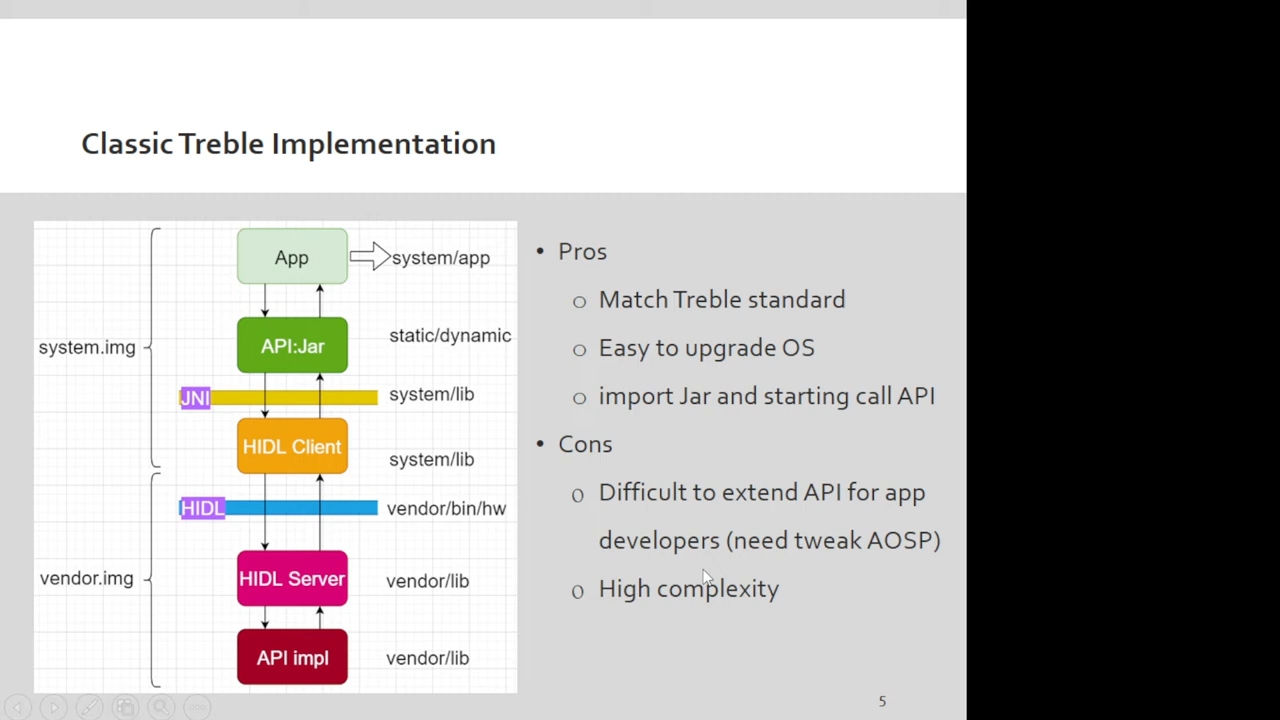 Classic Treble Implementation
App
system/app
API:Jar
static/dynamic
system.img
JNI
system/lib
HIDL Client
system/lib
HIDL
vendor/bin/hw
vendor.img
HIDL Server
vendor/lib
API impl
vendor/lib
• Pros
o Match Treble standard
o Easy to upgrade OS
o import Jar and starting call API
• Cons
o Difficult to extend API for app
developers (need tweak AOSP)
o High complexity
5